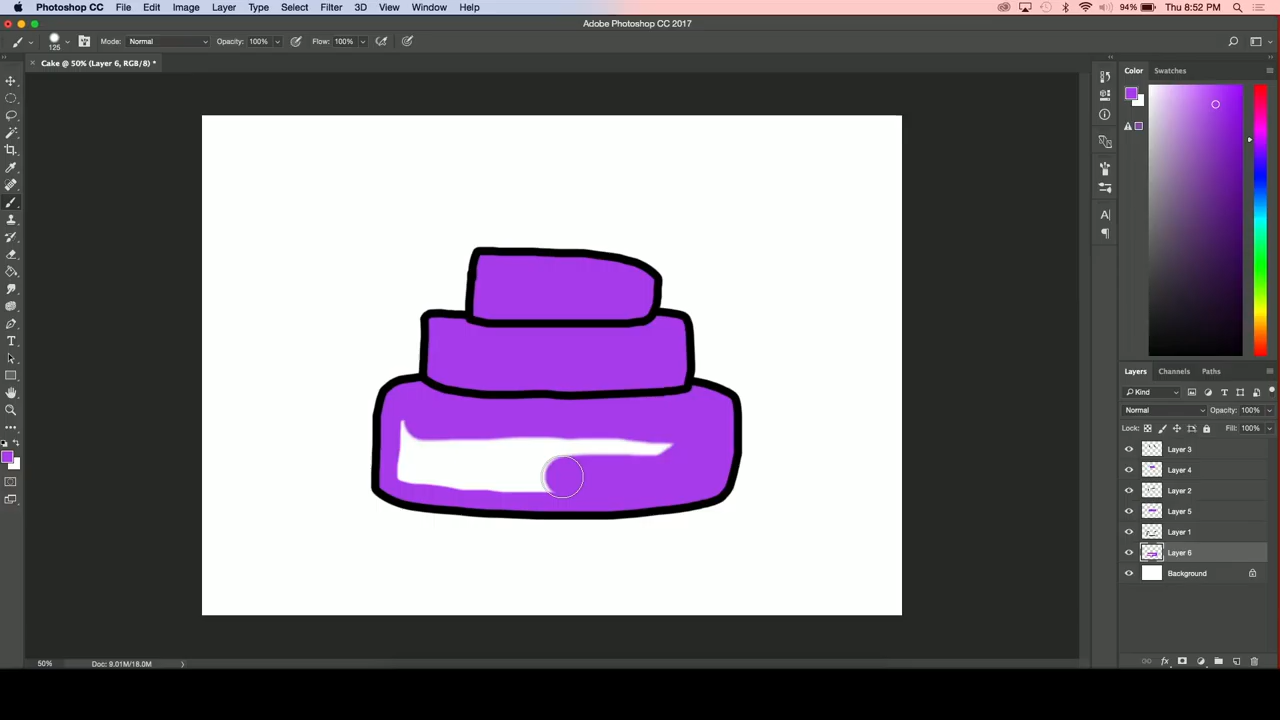 Photoshop CC File Edit Image Layer Type Select Filter 3D View Window Help 94% Thu 8:52 PM
Adobe Photoshop CC 2017
125 Mode: Normal Opacity: 100% Flow: 100%
Cake @ 50% (Layer 6, RGB/8) *
Color Swatches
Layers Channels Paths
Kind
Normal Opacity: 100%
Lock: Fill: 100%
Layer 3
Layer 4
Layer 2
Layer 5
Layer 1
Layer 6
Background
50% Doc: 9.01M/18.0M